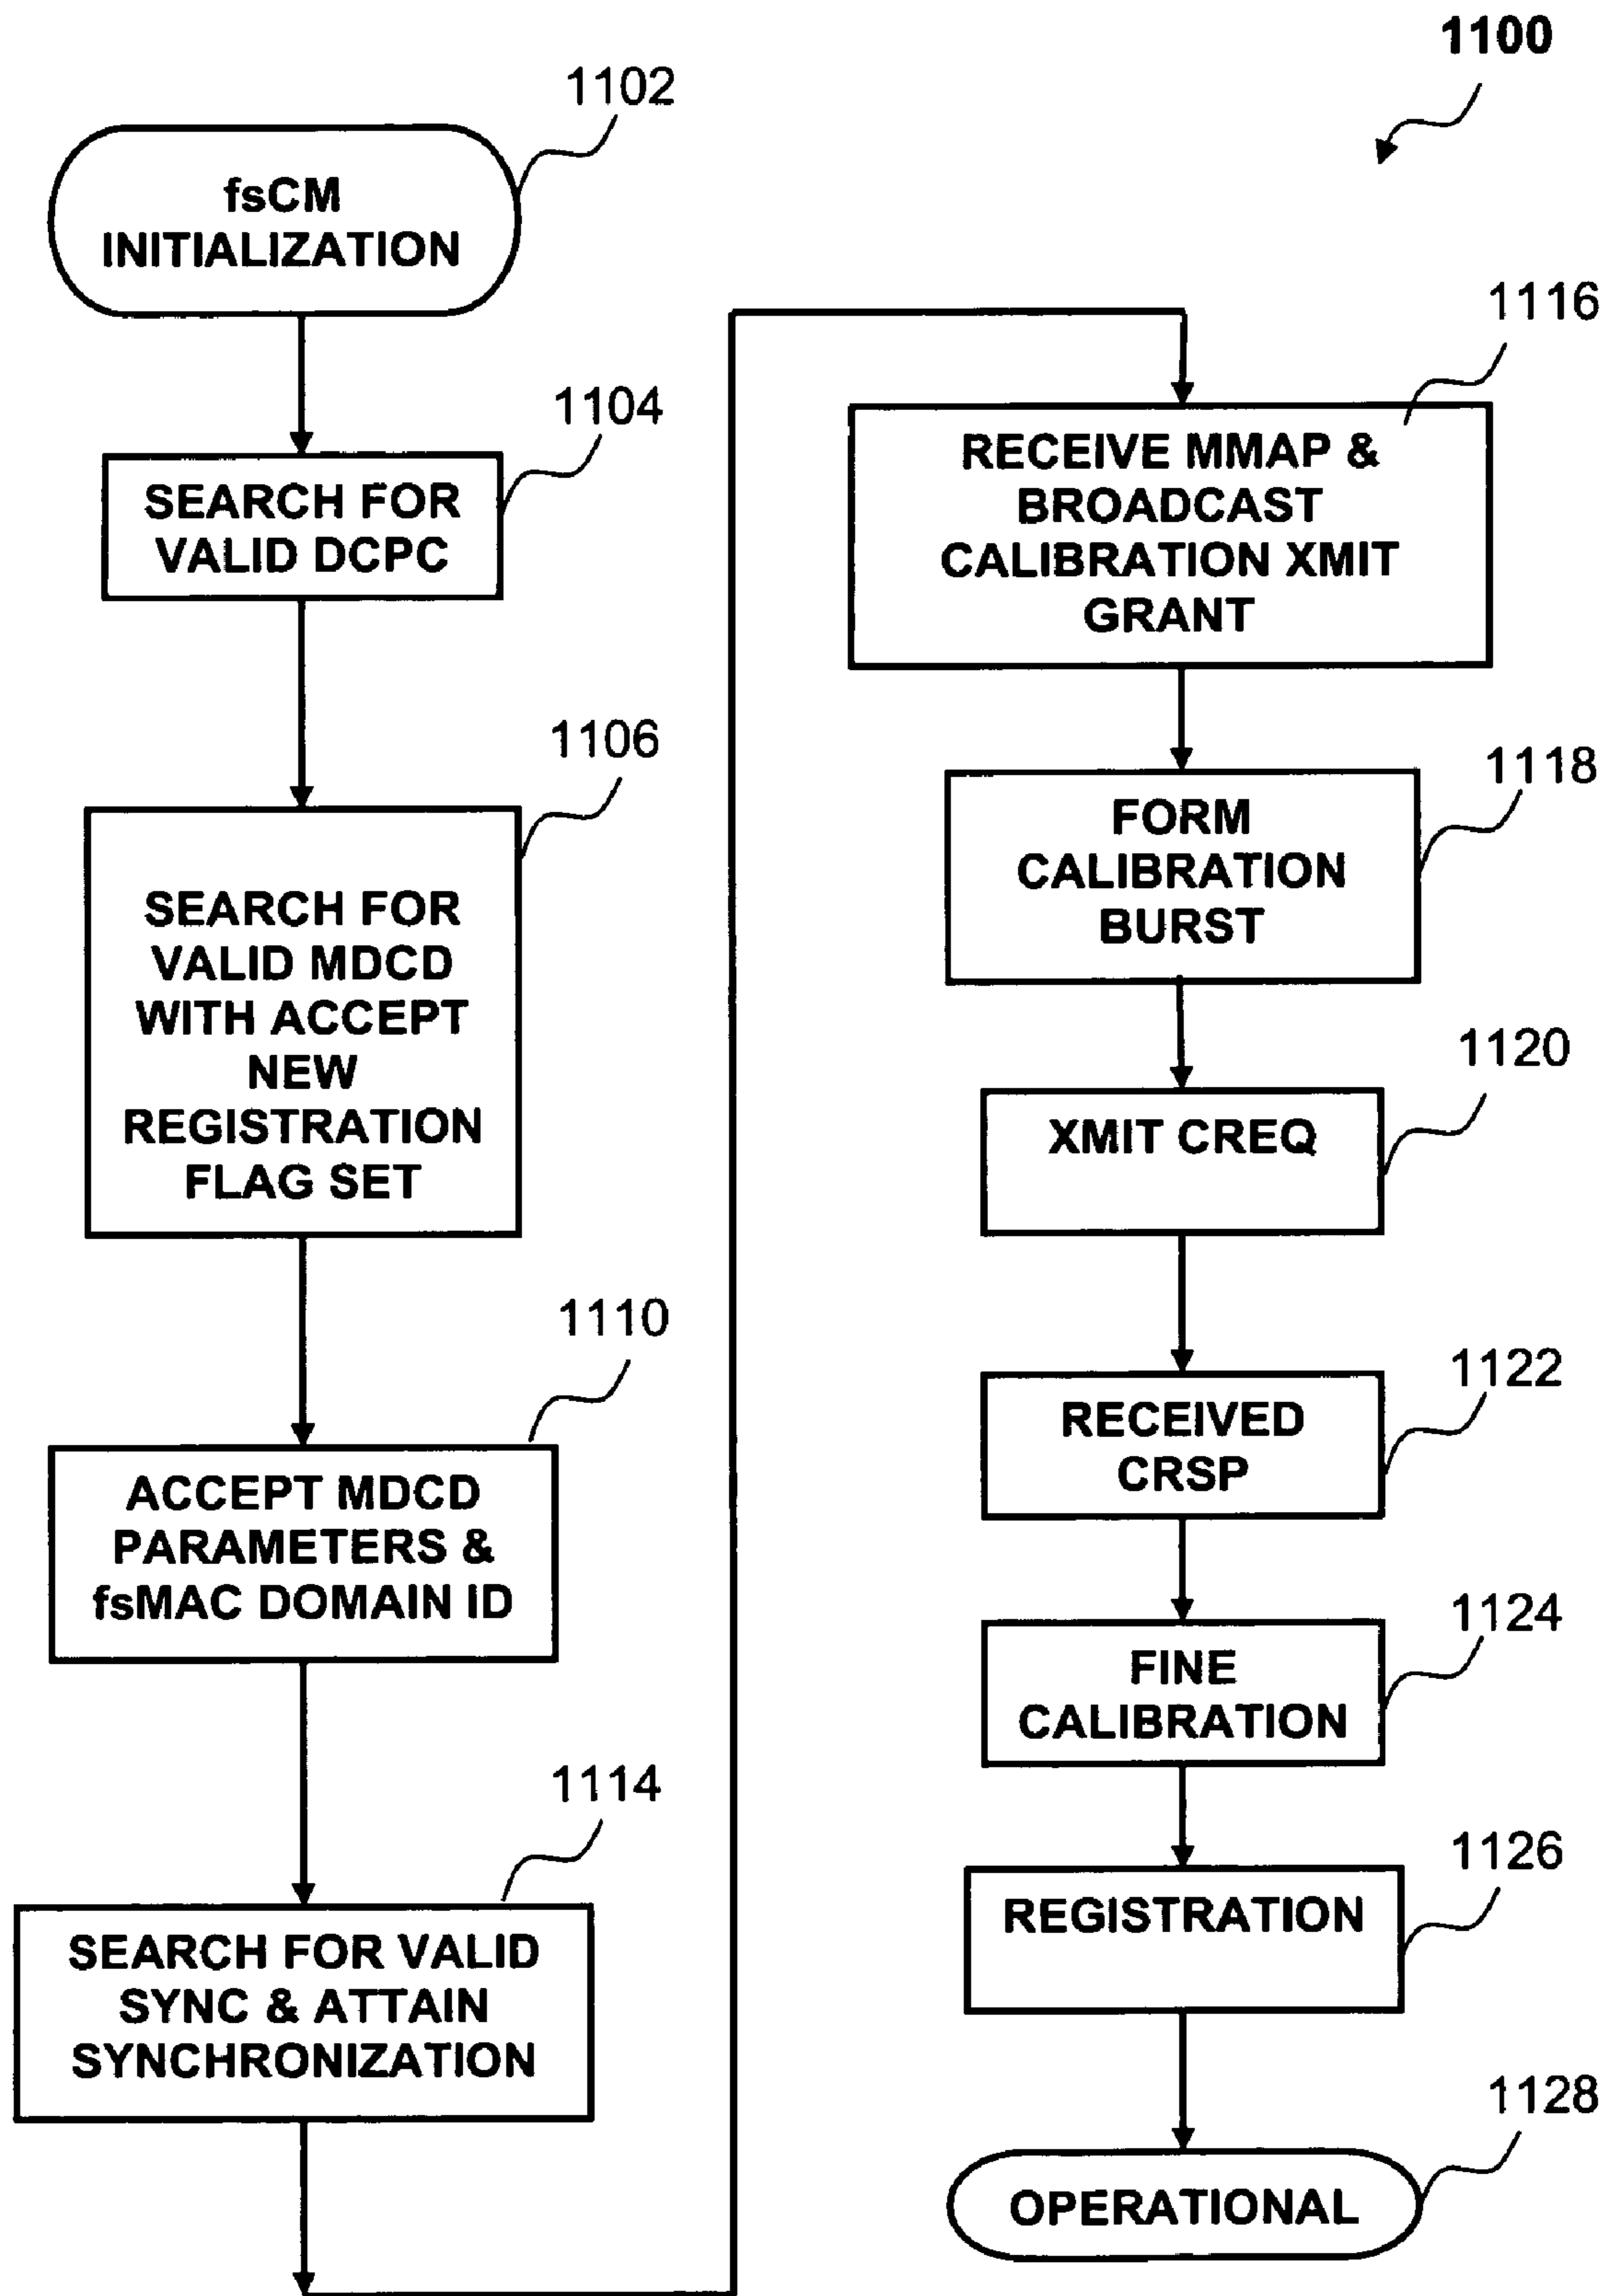 1100
1102
fsCM
INITIALIZATION
1104
SEARCH FOR
VALID DCPC
1106
SEARCH FOR
VALID MDCD
WITH ACCEPT
NEW
REGISTRATION
FLAG SET
1110
ACCEPT MDCD
PARAMETERS &
fsMAC DOMAIN ID
1114
SEARCH FOR VALID
SYNC & ATTAIN
SYNCHRONIZATION
1116
RECEIVE MMAP &
BROADCAST
CALIBRATION XMIT
GRANT
1118
FORM
CALIBRATION
BURST
1120
XMIT CREQ
1122
RECEIVED
CRSP
1124
FINE
CALIBRATION
1126
REGISTRATION
1128
OPERATIONAL